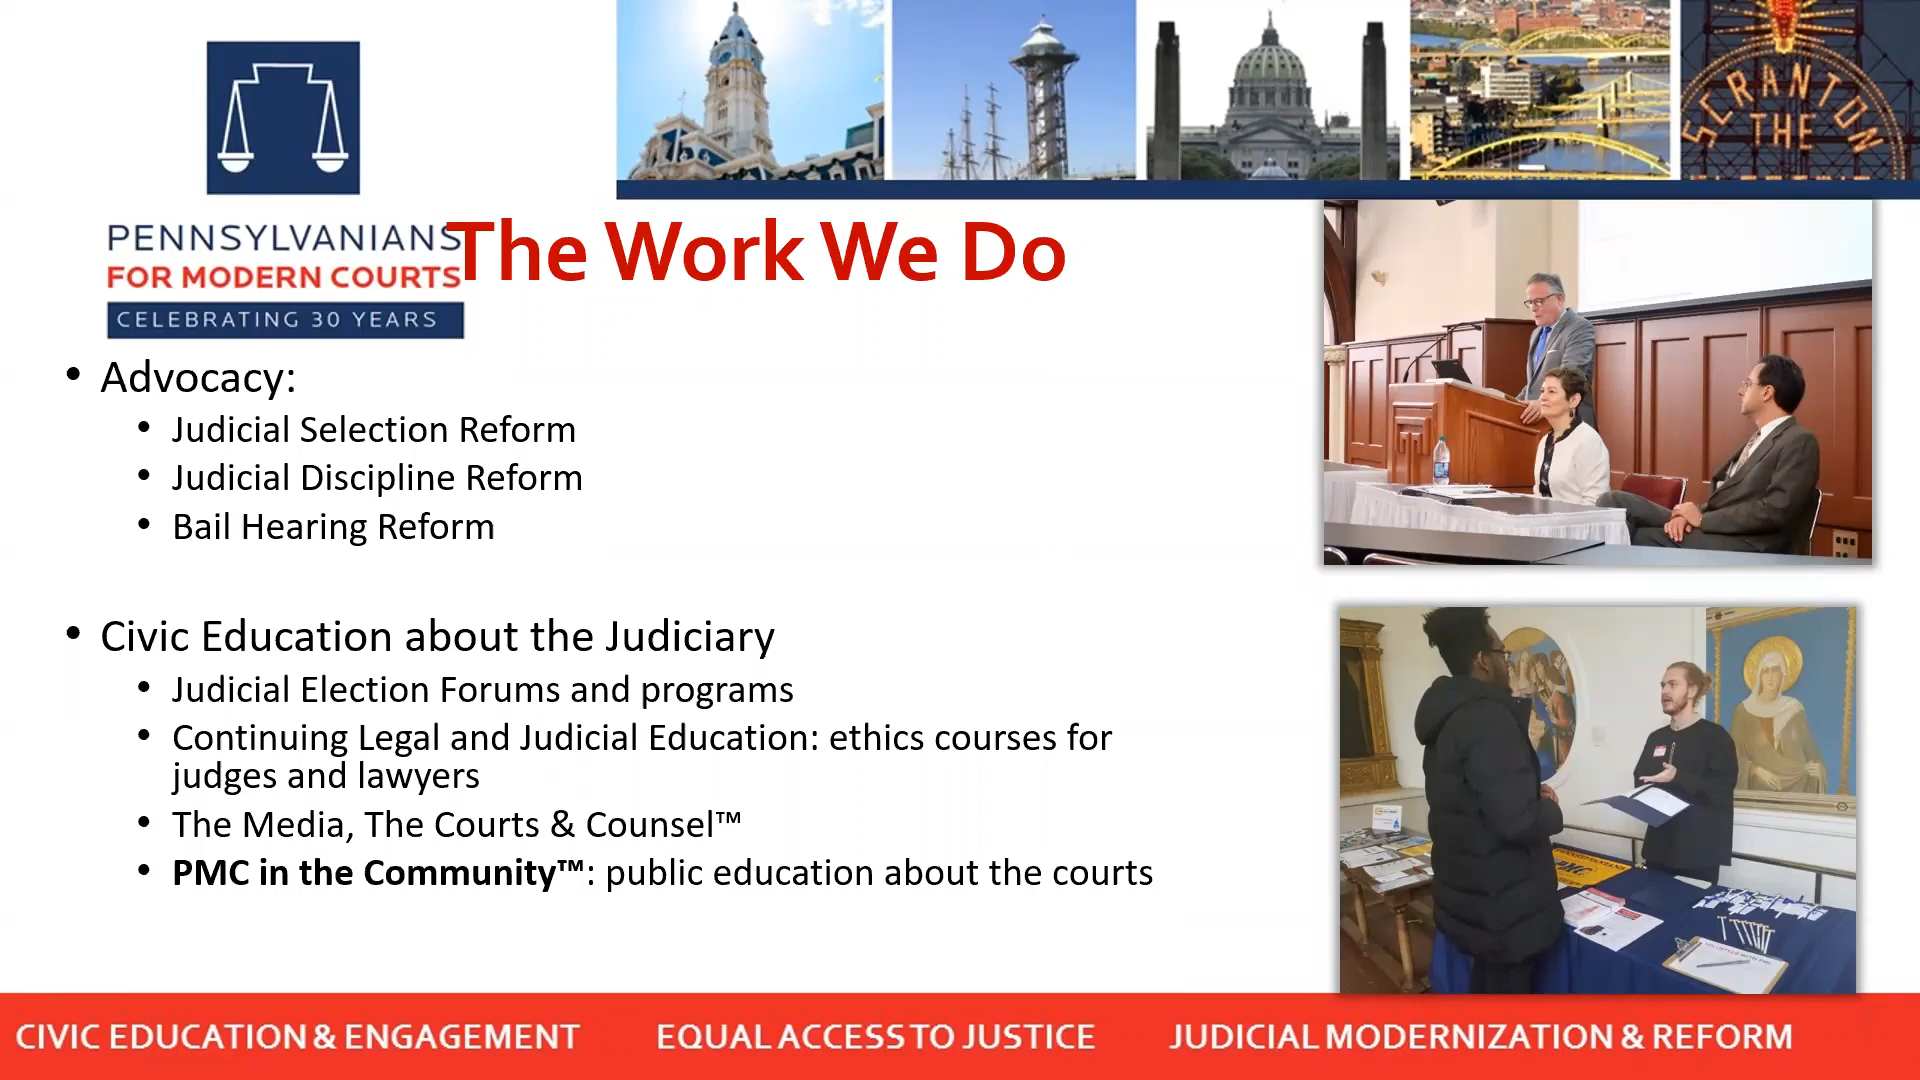 SCRANTON
THE
PENNSYLVANIANS
FOR MODERN COURTS
CELEBRATING 30 YEARS
The Work We Do
• Advocacy:
• Judicial Selection Reform
• Judicial Discipline Reform
• Bail Hearing Reform
• Civic Education about the Judiciary
• Judicial Election Forums and programs
• Continuing Legal and Judicial Education: ethics courses for
judges and lawyers
• The Media, The Courts & Counsel™
• PMC in the Community™: public education about the courts
PMC
VOLUNTEER WITH PMC
CIVIC EDUCATION & ENGAGEMENT
EQUAL ACCESS TO JUSTICE
JUDICIAL MODERNIZATION & REFORM